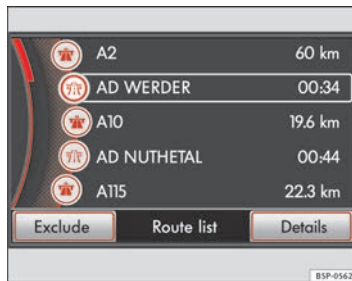 A2 60 km
AD WERDER 00:34
A10 19.6 km
AD NUTHETAL 00:44
A115 22.3 km
Exclude Route list Details
B5P-0562